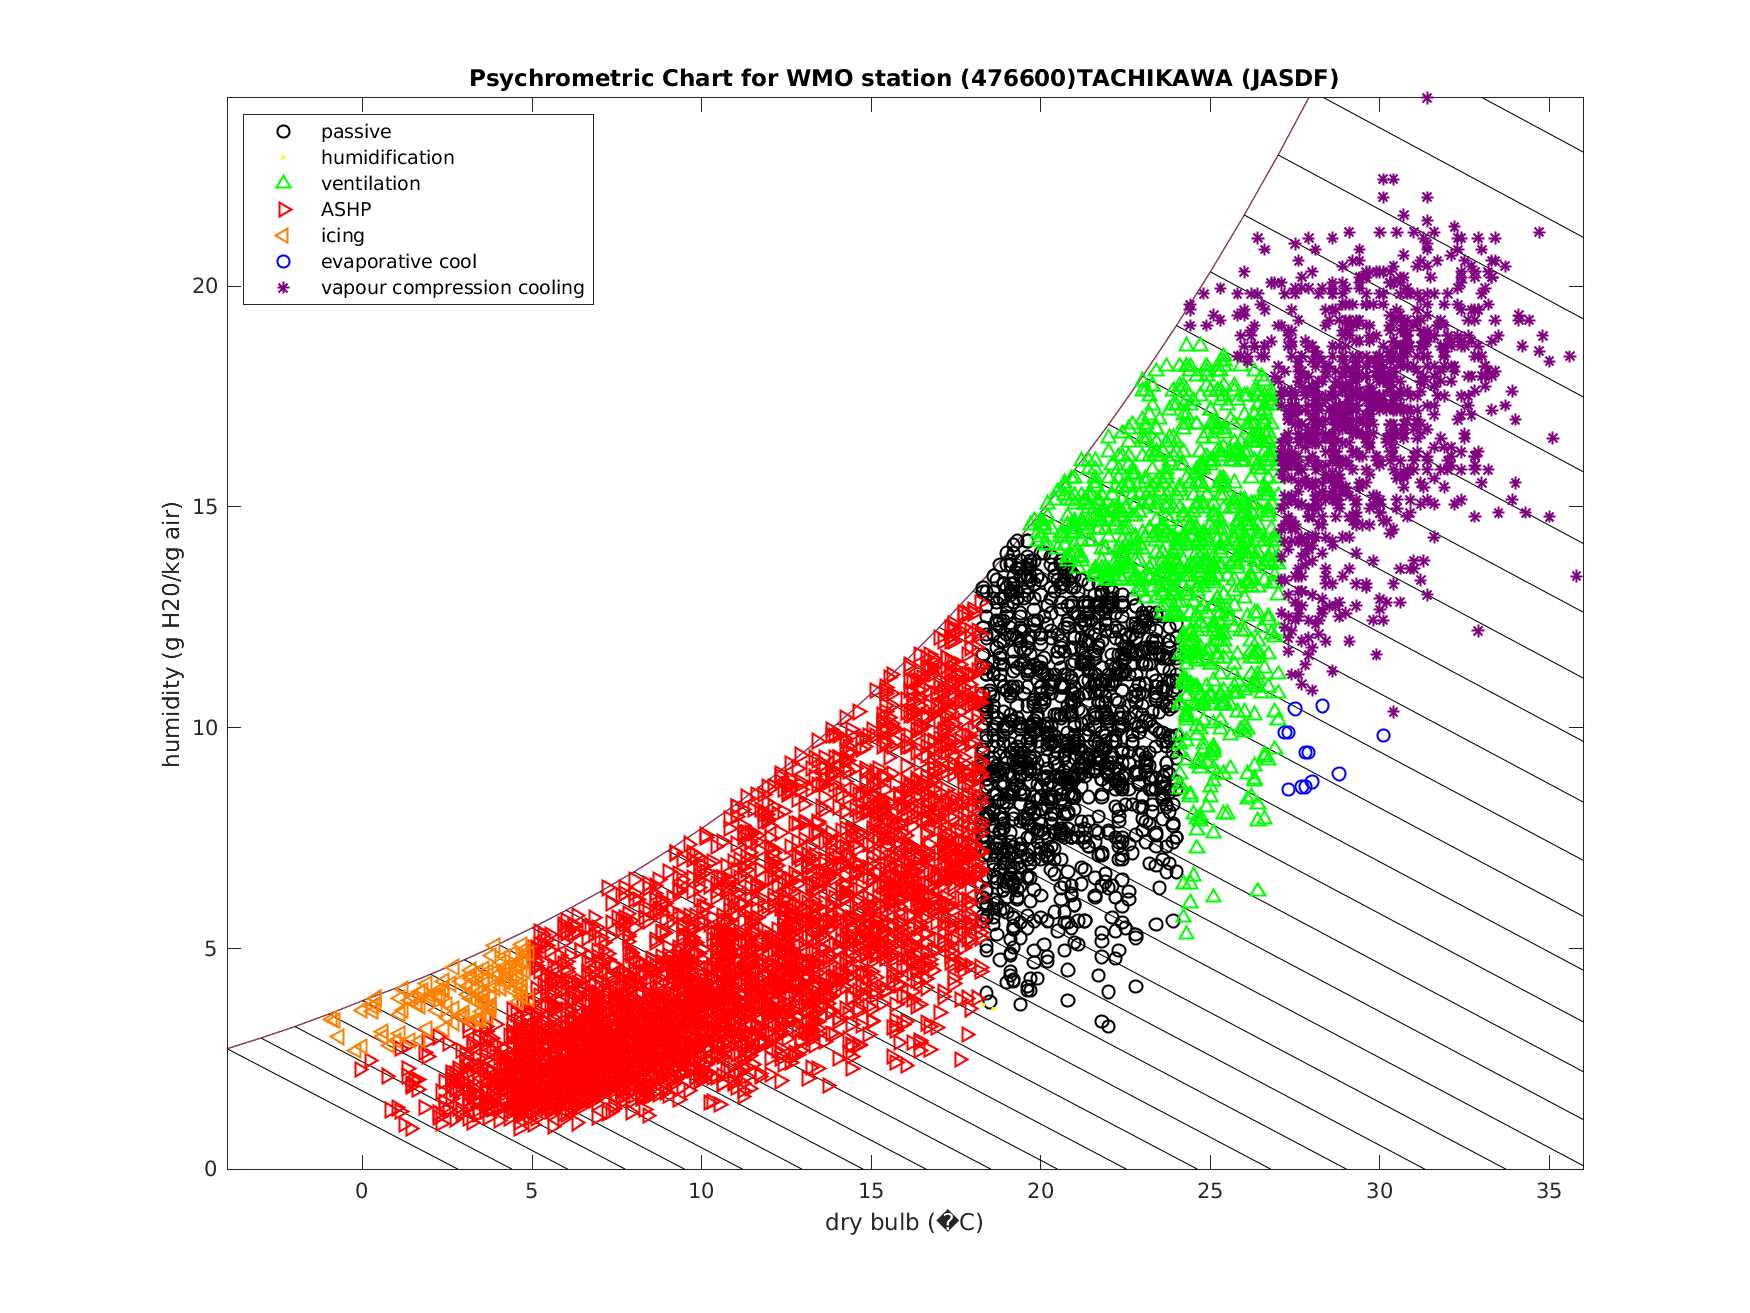 Psychrometric Chart for WMO station (476600)TACHIKAWA (JASDF)
passive
humidification
ventilation
ASHP
icing
evaporative cool
vapour compression cooling
humidity (g H20/kg air)
20
15
10
5
0
0 5 10 15 20 25 30 35
dry bulb (�C)